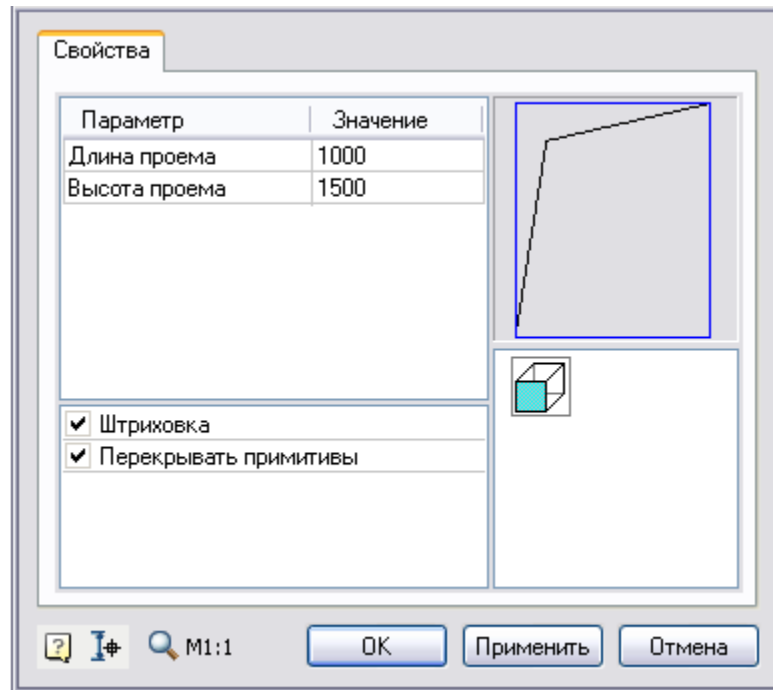 Свойства
Параметр Значение
Длина проема 1000
Высота проема 1500
Штриховка
Перекрывать примитивы
? M1:1 OK Применить Отмена